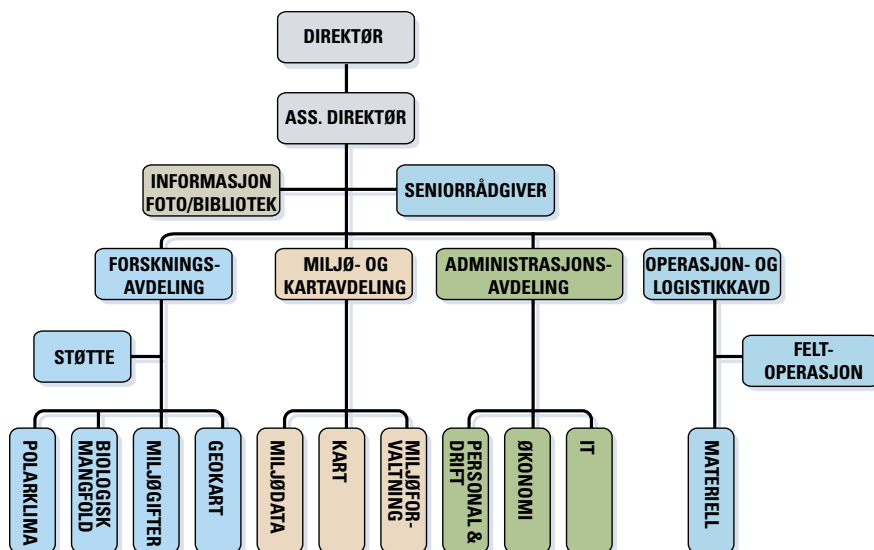 DIREKTØR
ASS. DIREKTØR
INFORMASJON
FOTO/BIBLIOTEK
SENIORRÅDGIVER
FORSKNINGS-
AVDELING
MILJØ- OG
KARTAVDELING
ADMINISTRASJONS-
AVDELING
OPERASJON- OG
LOGISTIKKAVD
STØTTE
FELT-
OPERASJON
POLARKLIMA
BIOLOGISK
MANGFOLD
MILJØGIFTER
GEOKART
MILJØDATA
KART
MILJØFOR-
VALTNING
PERSONAL &
DRIFT
ØKONOMI
IT
MATERIELL